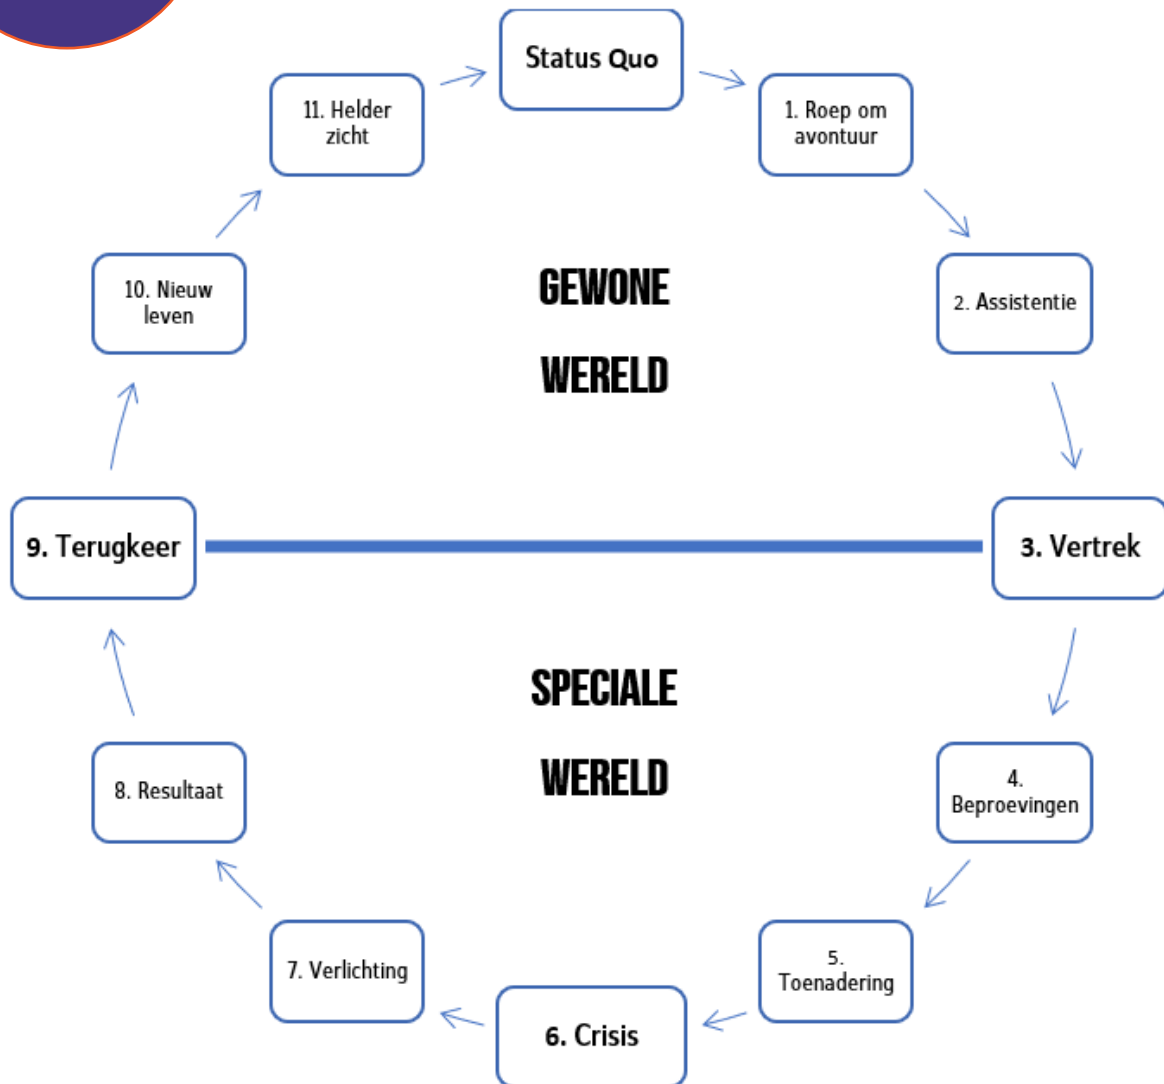 Status Quo
1. Roep om
avontuur
2. Assistentie
3. Vertrek
4.
Beproevingen
5.
Toenadering
6. Crisis
7. Verlichting
8. Resultaat
9. Terugkeer
10. Nieuw
leven
11. Helder
zicht
GEWONE
WERELD
SPECIALE
WERELD